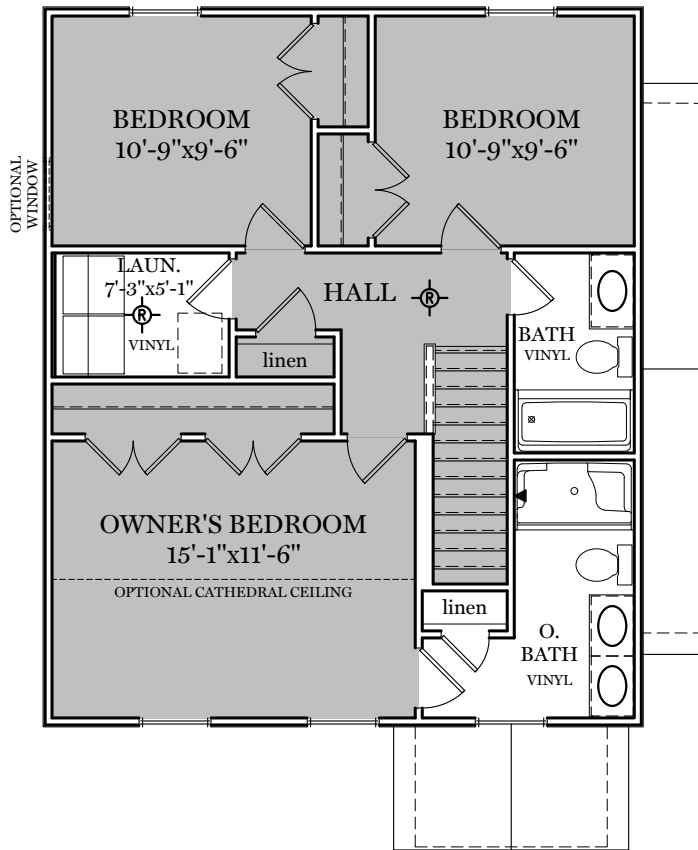 BEDROOM
10'-9"x9'-6"
BEDROOM
10'-9"x9'-6"
OPTIONAL
WINDOW
LAUN.
7'-3"x5'-1"
R
VINYL
HALL
R
linen
BATH
VINYL
OWNER'S BEDROOM
15'-1"x11'-6"
OPTIONAL CATHEDRAL CEILING
linen
O.
BATH
VINYL